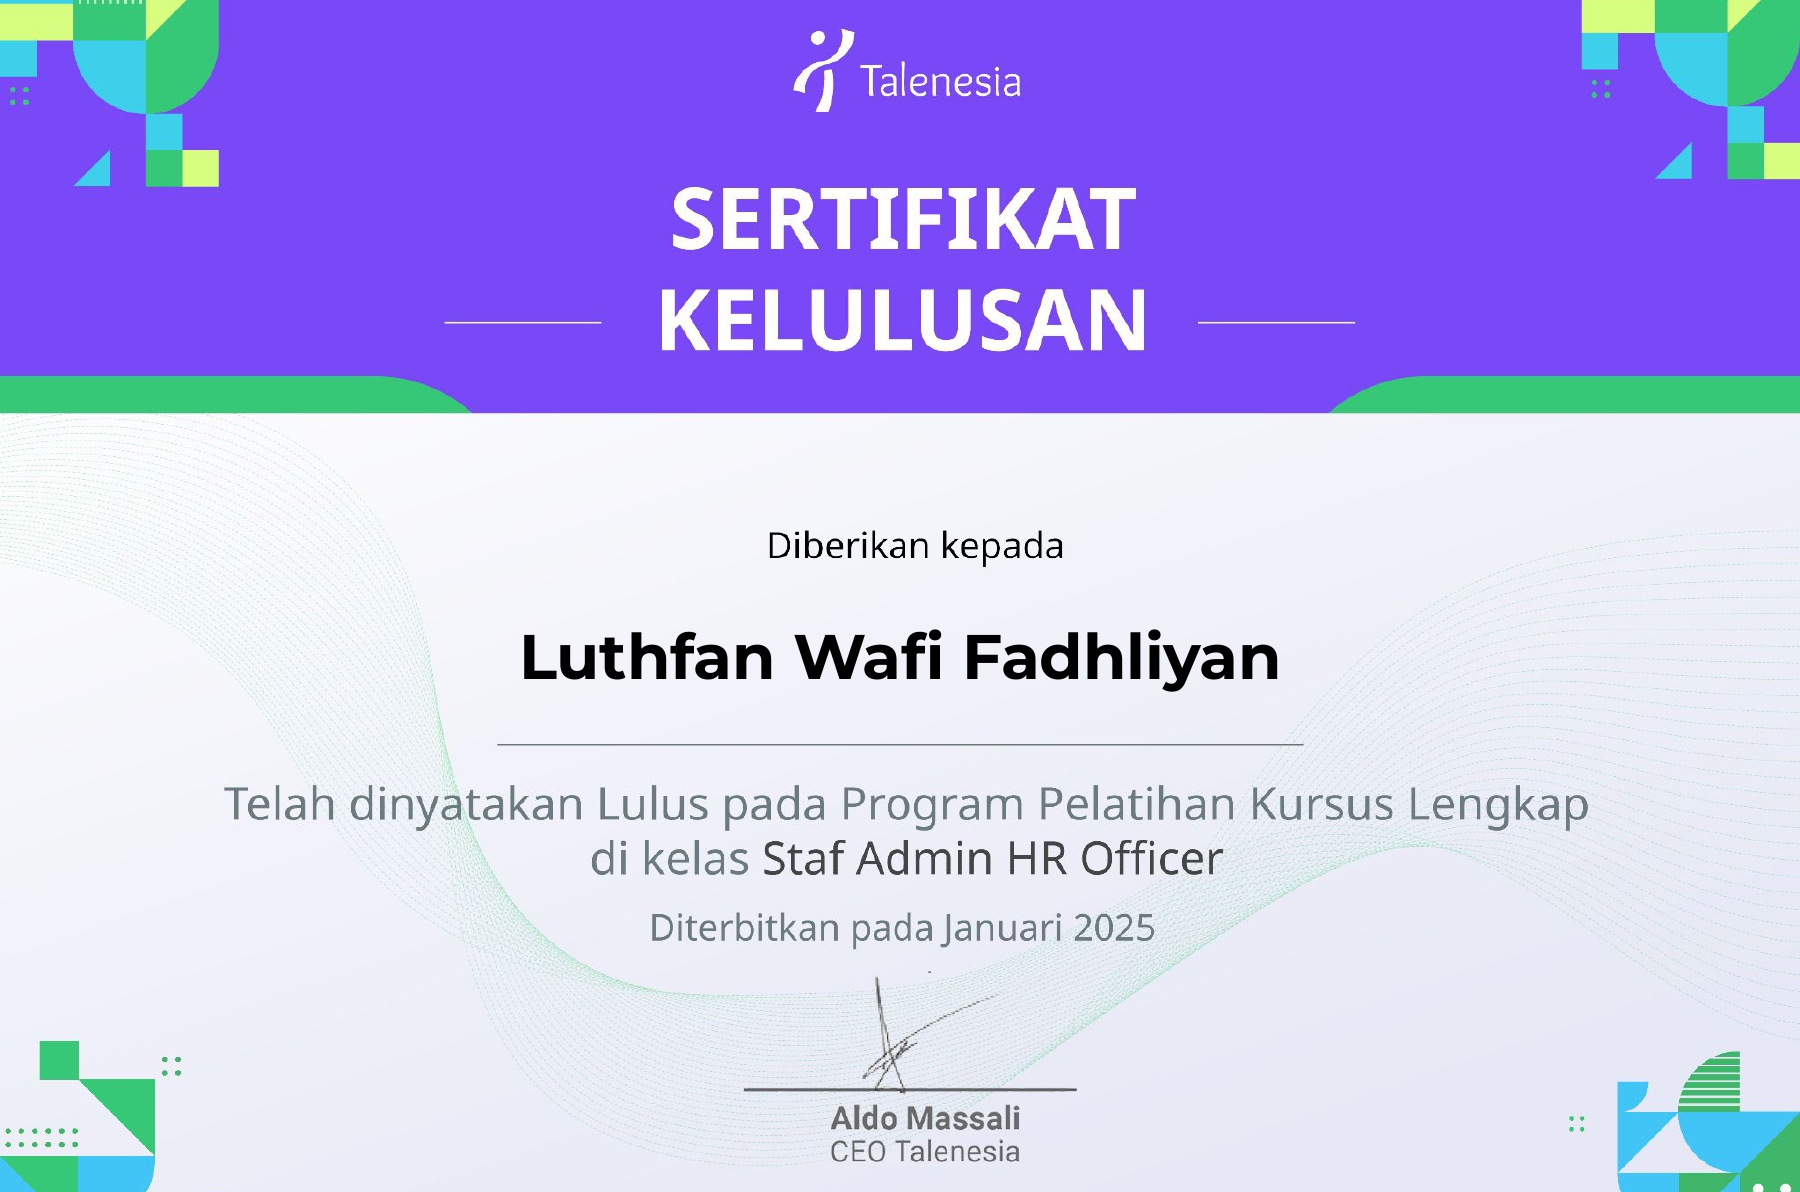 Talenesia
SERTIFIKAT
KELULUSAN
Diberikan kepada
Luthfan Wafi Fadhliyan
Telah dinyatakan Lulus pada Program Pelatihan Kursus Lengkap
di kelas Staf Admin HR Officer
Diterbitkan pada Januari 2025
Aldo Massali
CEO Talenesia